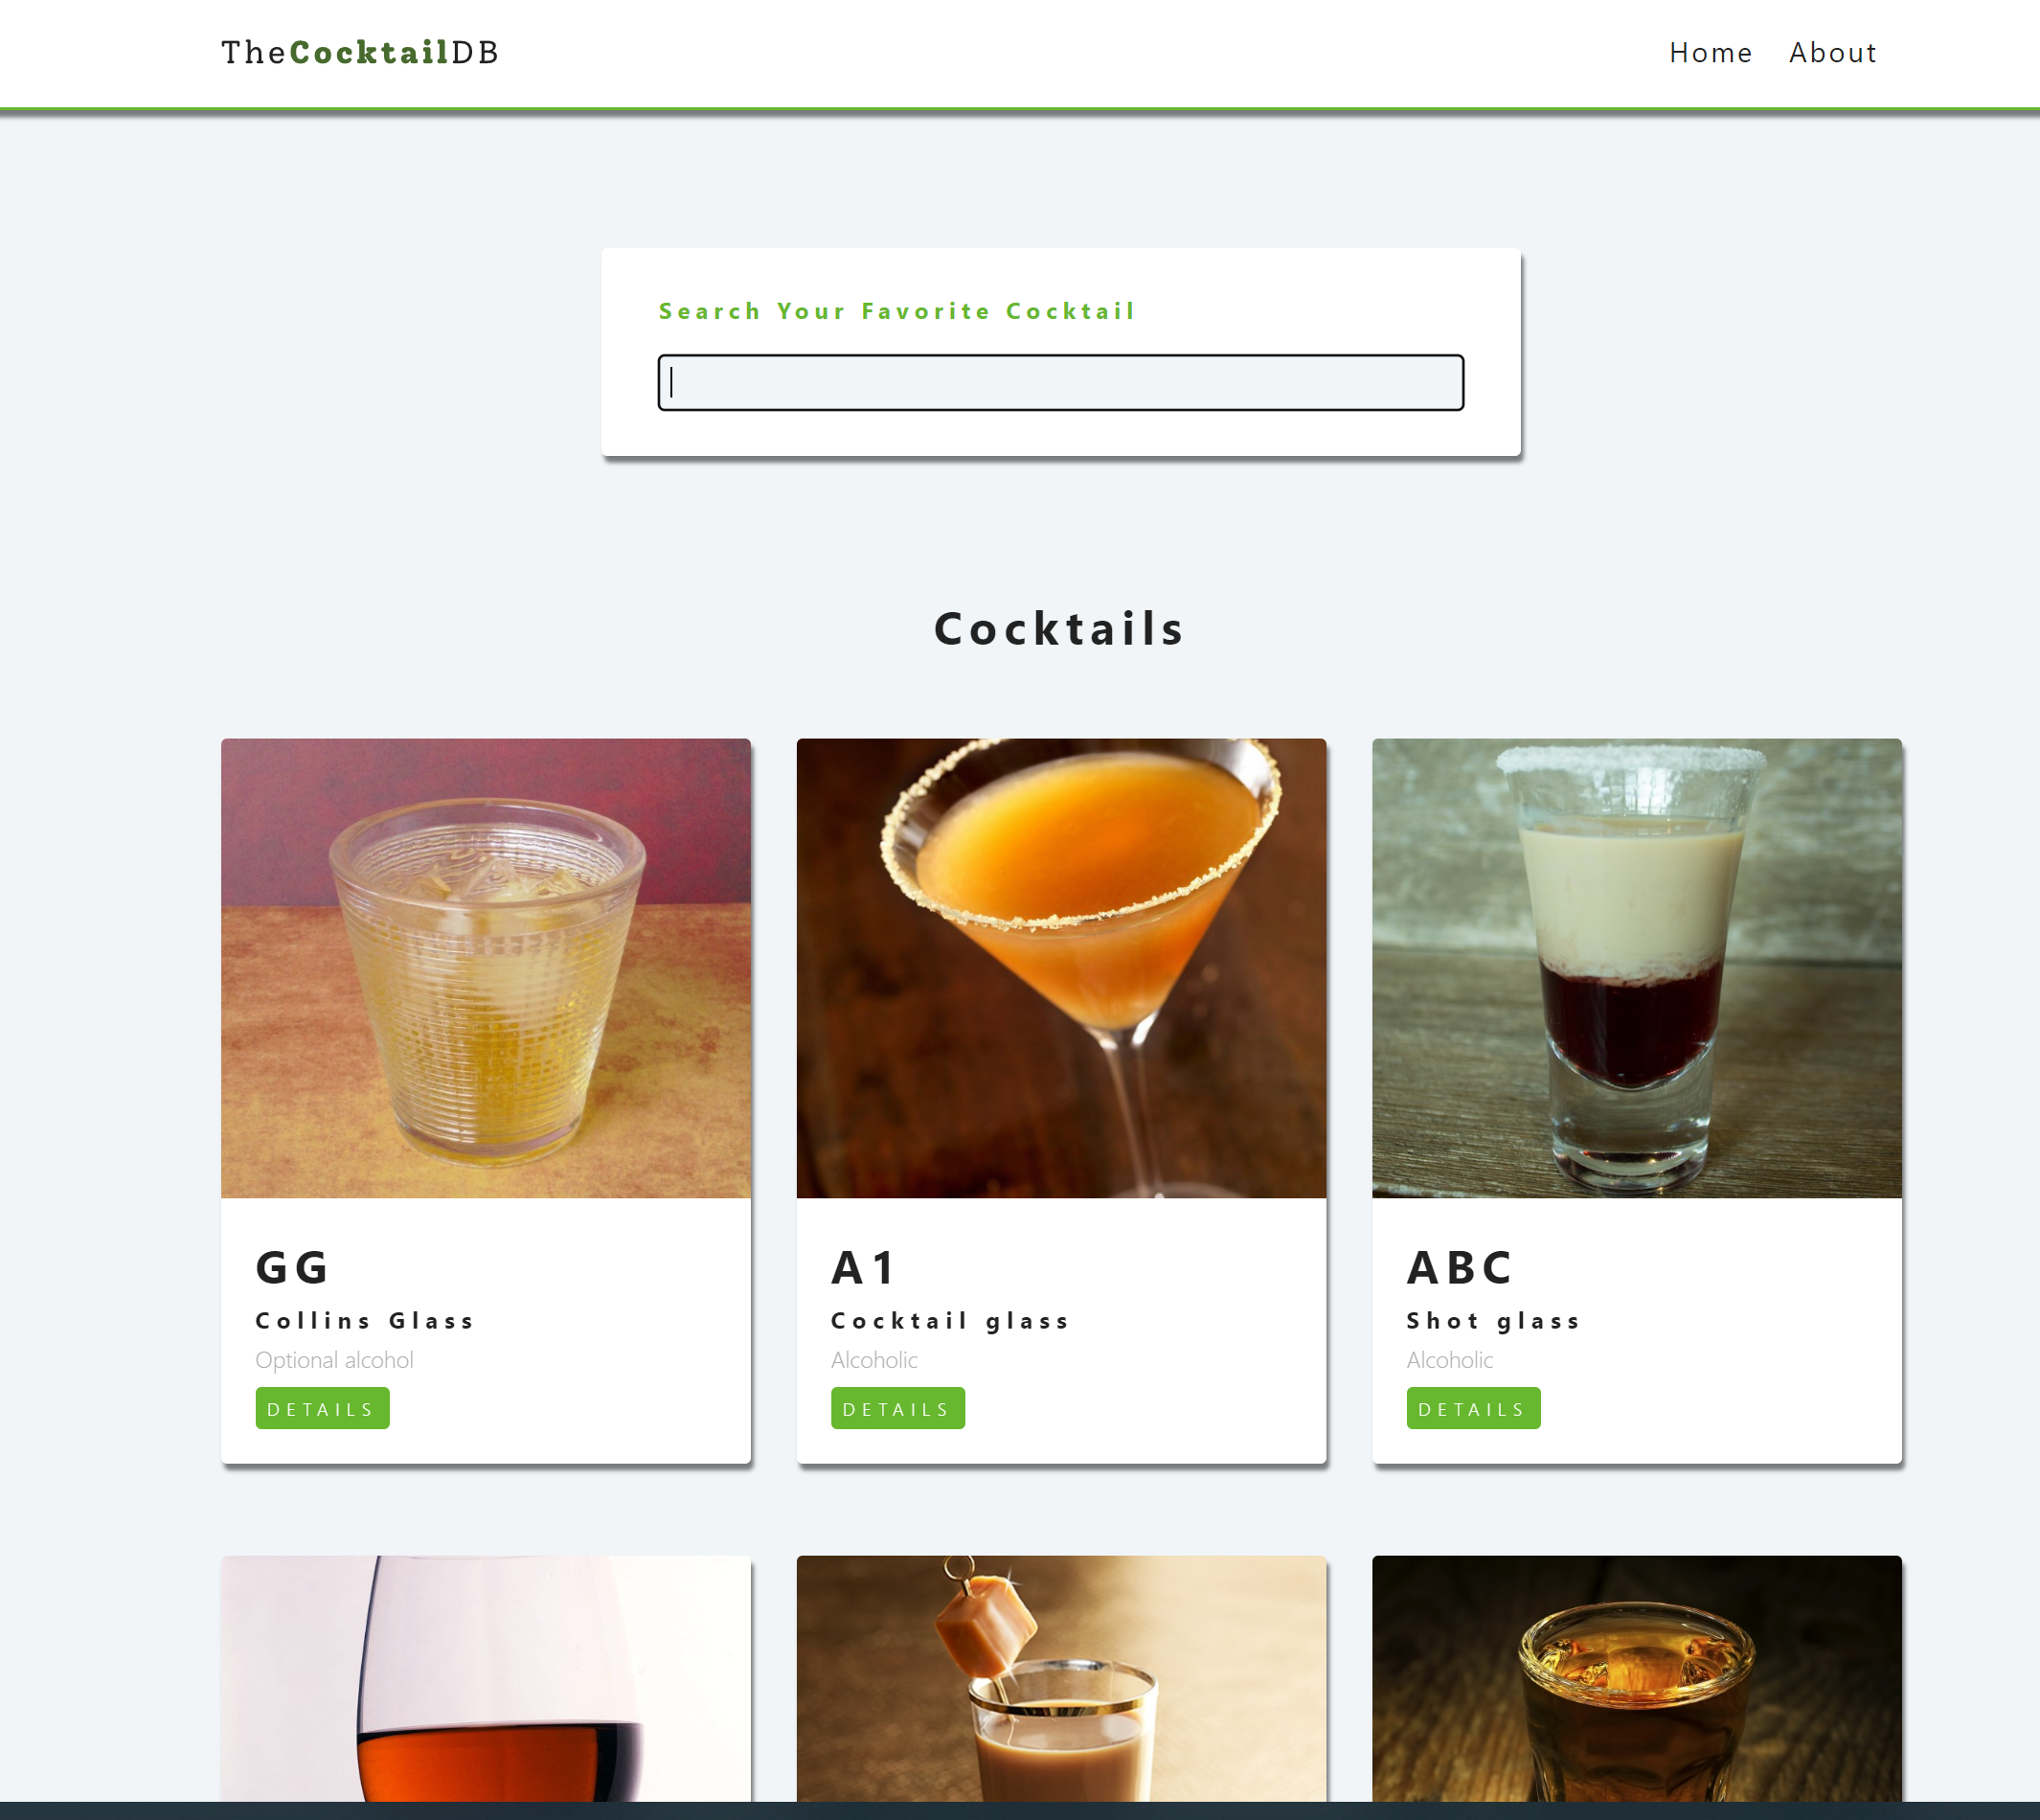 TheCocktailDB
Home About
Search Your Favorite Cocktail
Cocktails
GG
Collins Glass
Optional alcohol
DETAILS
A1
Cocktail glass
Alcoholic
DETAILS
ABC
Shot glass
Alcoholic
DETAILS